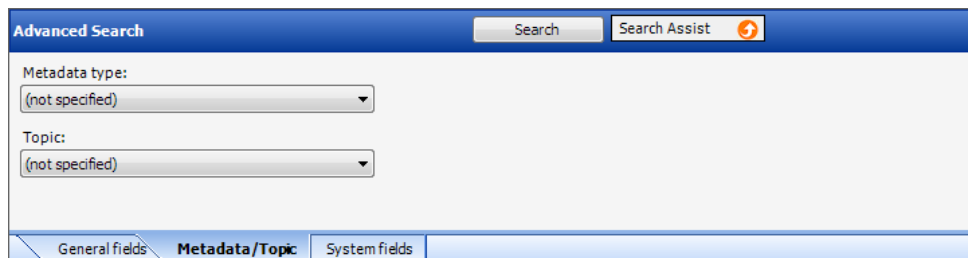 Advanced Search Search Search Assist
Metadata type:
(not specified)
Topic:
(not specified)
General fields Metadata/Topic System fields